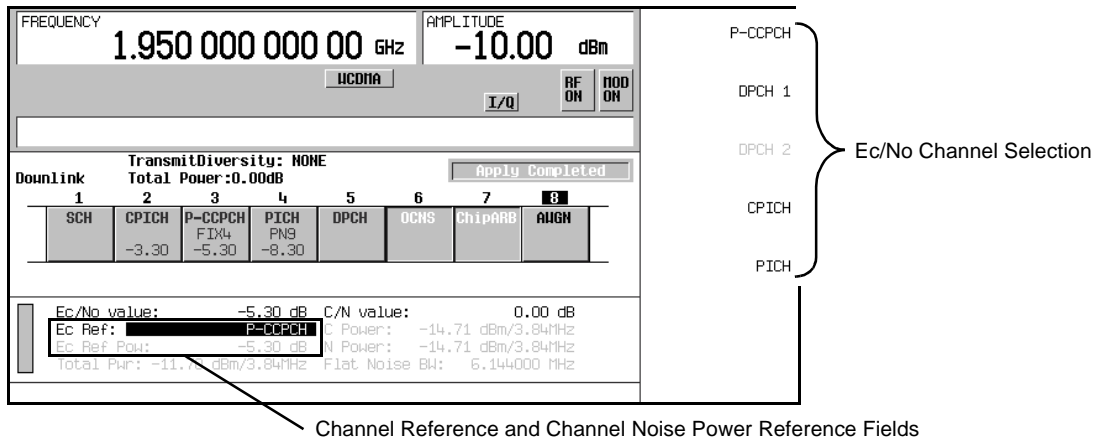 FREQUENCY
1.950 000 000 00 GHz
AMPLITUDE
-10.00 dBm
WCDMA
I/Q
RF ON
MOD ON
TransmitDiversity: NONE
Downlink Total Power:0.00dB
Apply Completed
1 2 3 4 5 6 7 8
SCH CPICH P-CCPCH PICH DPCH OCNS ChipARB AWGN
FIX4 PN9
-3.30 -5.30 -8.30
Ec/No value: -5.30 dB C/N value: 0.00 dB
Ec Ref: P-CCPCH C Power: -14.71 dBm/3.84MHz
Ec Ref Pow: -5.30 dB N Power: -14.71 dBm/3.84MHz
Total Pwr: dBm/3.84MHz Flat Noise BW: 6.144000 MHz
P-CCPCH
DPCH 1
DPCH 2
CPICH
PICH
Ec/No Channel Selection
Channel Reference and Channel Noise Power Reference Fields